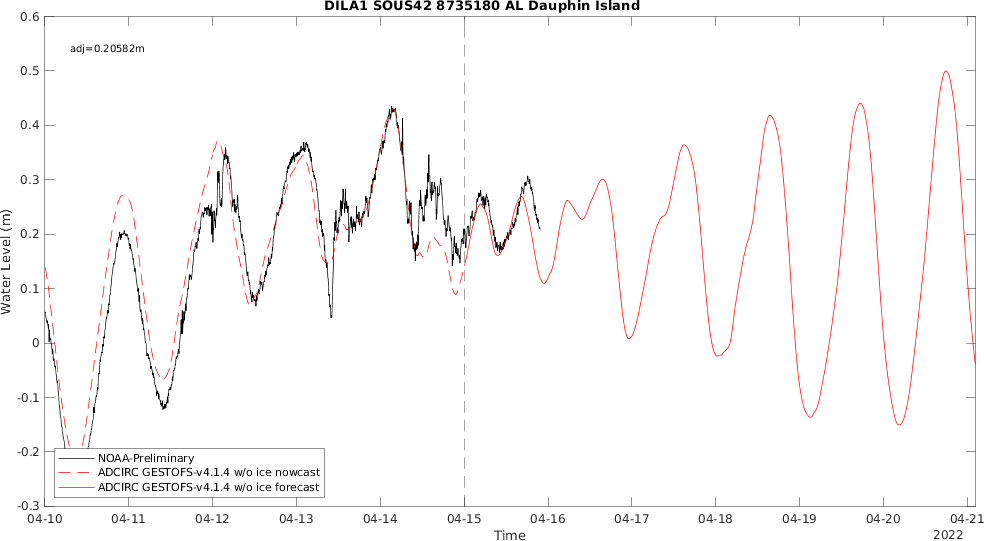 DILA1 SOUS42 8735180 AL Dauphin Island
0.6
adj=0.20582m
0.5
0.4
0.3
0.2
0.1
0
-0.1
-0.2
-0.3
Water Level (m)
NOAA-Preliminary
ADCIRC GESTOFS-v4.1.4 w/o ice nowcast
ADCIRC GESTOFS-v4.1.4 w/o ice forecast
04-10 04-11 04-12 04-13 04-14 04-15 04-16 04-17 04-18 04-19 04-20 04-21
Time
2022